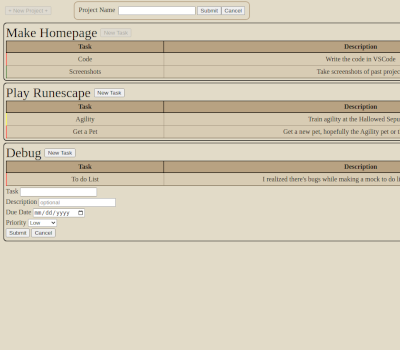 + New Project +
Project Name Submit Cancel
Make Homepage New Task
Task Description
Code Write the code in VSCode
Screenshots Take screenshots of past projec
Play Runescape New Task
Task Description
Agility Train agility at the Hallowed Sepu
Get a Pet Get a new pet, hopefully the Agility pet or t
Debug New Task
Task Description
To do List I realized there's bugs while making a mock to do li
Task
Description optional
Due Date mm/dd/yyyy
Priority Low
Submit Cancel